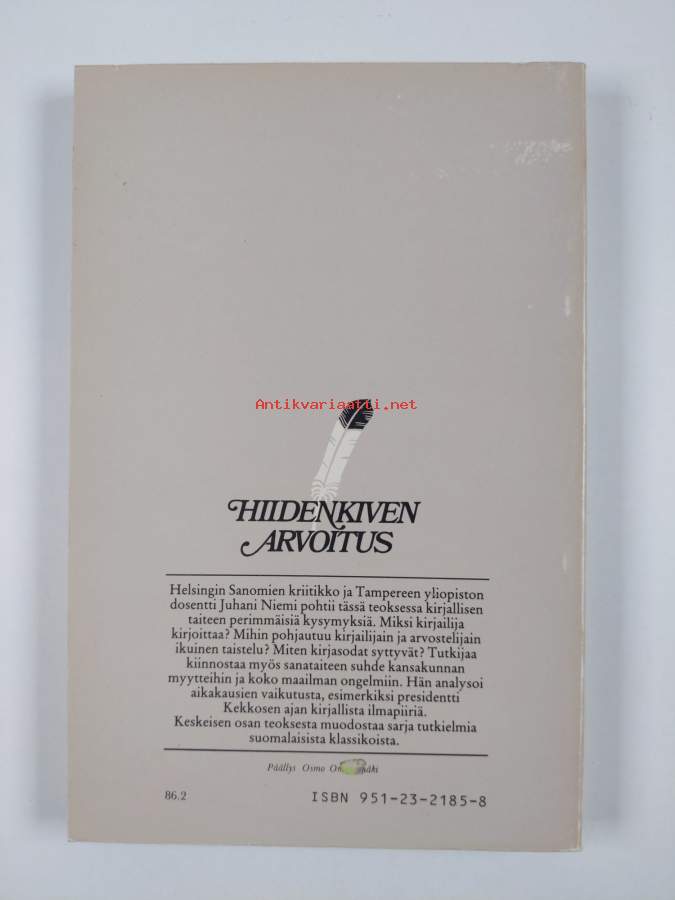 Antikvariaatti.net
HIIDENKIVEN
ARVOITUS
Helsingin Sanomien kriitikko ja Tampereen yliopiston
dosentti Juhani Niemi pohtii tässä teoksessa kirjallisen
taiteen perimmäisiä kysymyksiä. Miksi kirjailija
kirjoittaa? Mihin pohjautuu kirjailijain ja arvostelijain
ikuinen taistelu? Miten kirjasodat syttyvät? Tutkijaa
kiinnostaa myös sanataiteen suhde kansakunnan
myytteihin ja koko maailman ongelmiin. Hän analysoi
aikakausien vaikutusta, esimerkiksi presidentti
Kekkosen ajan kirjallista ilmapiiriä.
Keskeisen osan teoksesta muodostaa sarja tutkielmia
suomalaisista klassikoista.
Päällys Osmo
86.2 ISBN 951-23-2185-8